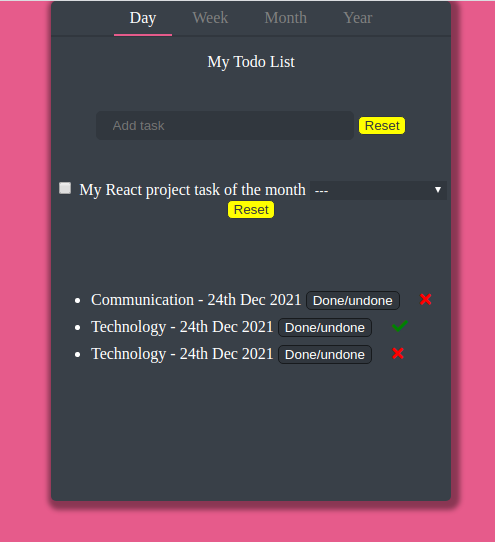 Day Week Month Year
My Todo List
Add task Reset
My React project task of the month ---
Reset
Communication - 24th Dec 2021 Done/undone
Technology - 24th Dec 2021 Done/undone
Technology - 24th Dec 2021 Done/undone